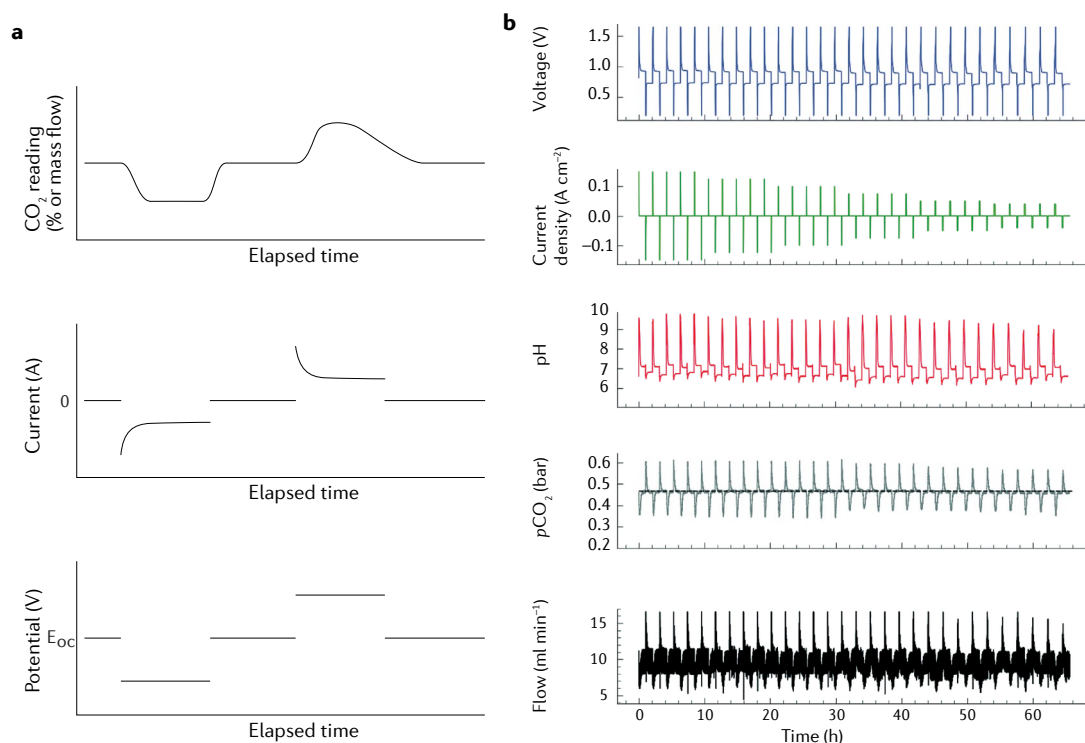 a
CO₂ reading
(% or mass flow)
Elapsed time
Current (A)
0
Elapsed time
Potential (V)
EOC
Elapsed time
b
Voltage (V)
1.5
1.0
0.5
Current
density (A cm⁻²)
0.1
0.0
−0.1
pH
10
9
8
7
6
pCO₂ (bar)
0.6
0.5
0.4
0.3
0.2
Flow (ml min⁻¹)
15
10
5
0 10 20 30 40 50 60
Time (h)